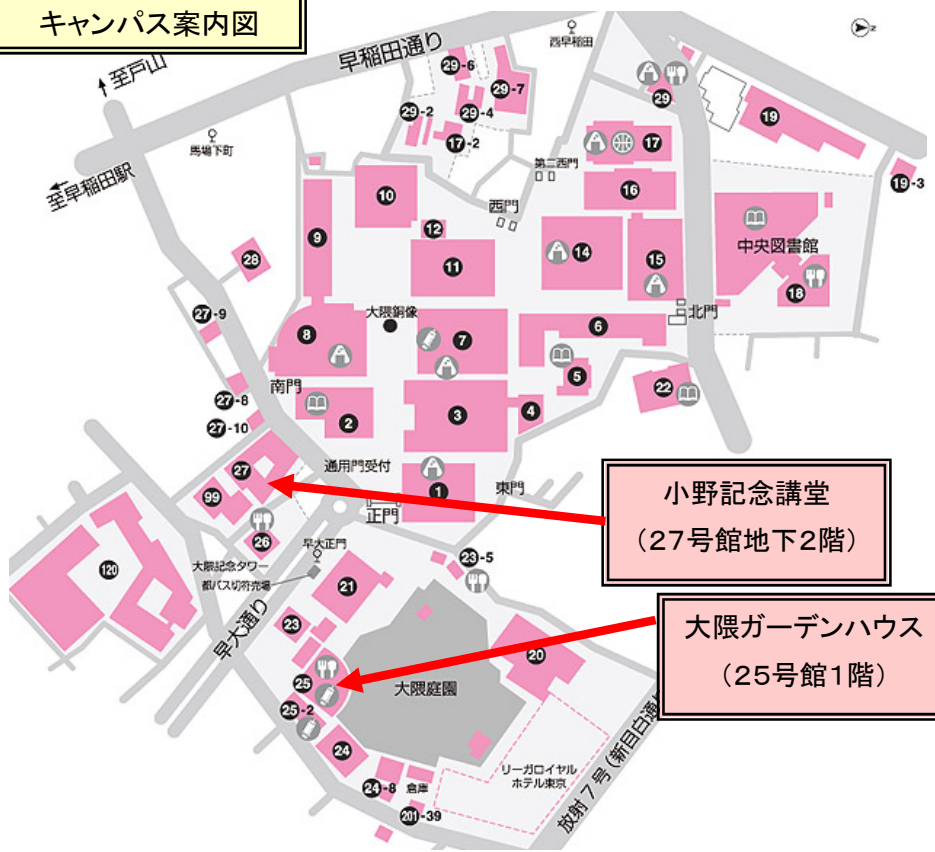 キャンパス案内図
西早稲田
z
早稲田通り
至戸山
29-6
29-7
29
19
29-2
29-4
17-2
17
馬場下町
第二西門
至早稲田駅
10
16
19-3
西門
12
9
11
14
15
中央図書館
28
18
大隈銅像
北門
27-9
8
7
6
5
南門
22
27-8
2
3
4
27-10
27
通用門受付
1
東門
99
正門
小野記念講堂
(27号館地下2階)
26
早大正門
23-5
大隈記念タワー
都バス切符売場
120
21
早大通り
23
20
大隈ガーデンハウス
(25号館1階)
25
大隈庭園
25-2
24
リーガロイヤル
ホテル東京
24-8
倉庫
201-39
放射7号(新目白通り